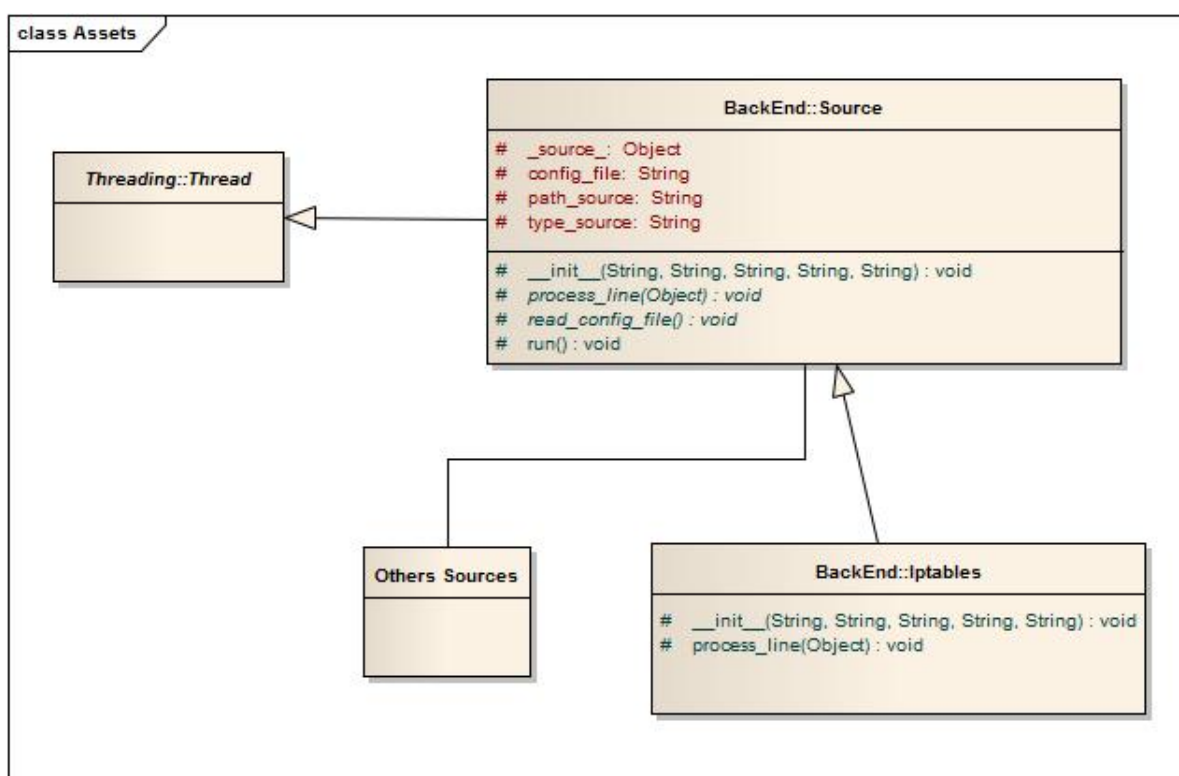 class Assets
BackEnd::Source
# _source_: Object
# config_file: String
# path_source: String
# type_source: String
# __init__(String, String, String, String, String) : void
# process_line(Object) : void
# read_config_file() : void
# run() : void
Threading::Thread
Others Sources
BackEnd::Iptables
# __init__(String, String, String, String, String) : void
# process_line(Object) : void